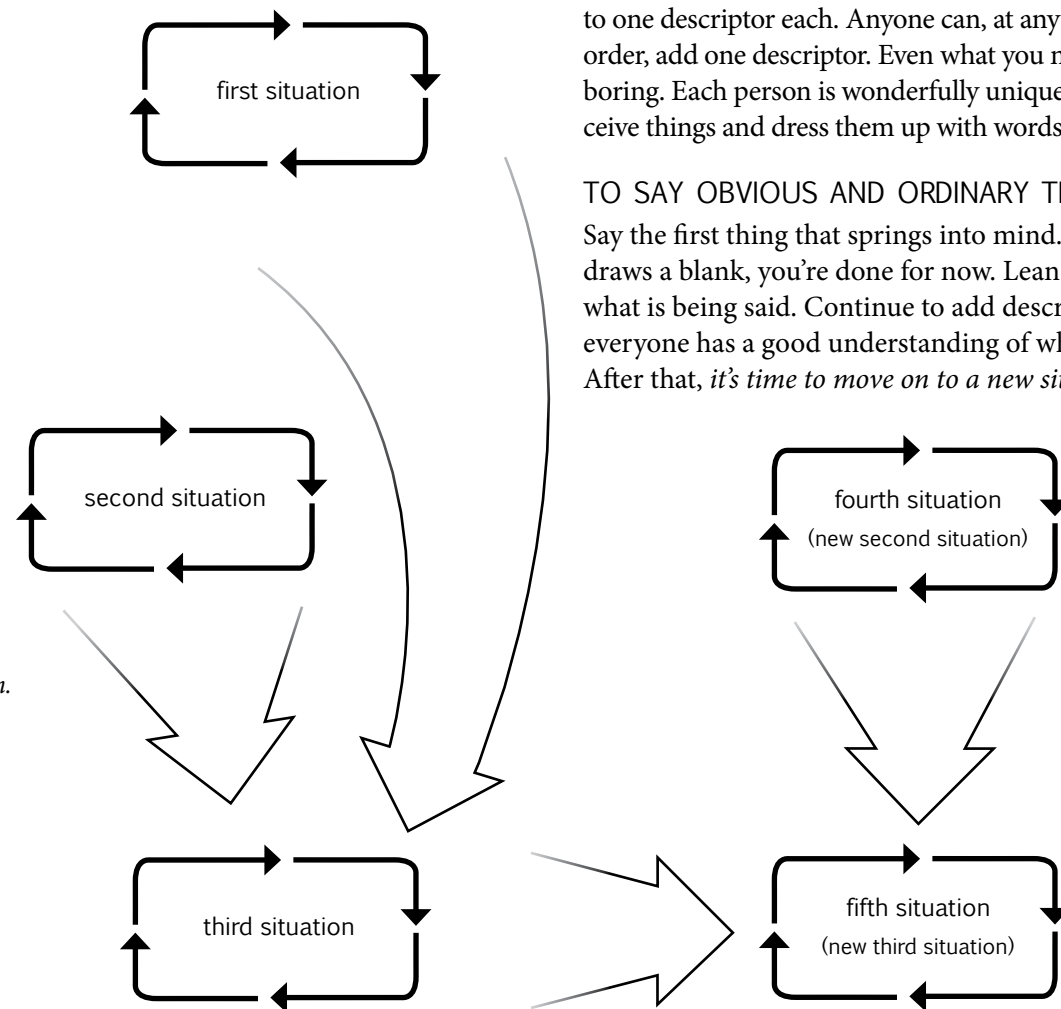 to one descriptor each. Anyone can, at any
order, add one descriptor. Even what you
boring. Each person is wonderfully unique
ceive things and dress them up with words
TO SAY OBVIOUS AND ORDINARY
Say the first thing that springs into mind.
draws a blank, you’re done for now. Lean
what is being said. Continue to add
everyone has a good understanding of
After that, it’s time to move on to a new
first situation
second situation
fourth situation
(new second situation)
third situation
fifth situation
(new third situation)